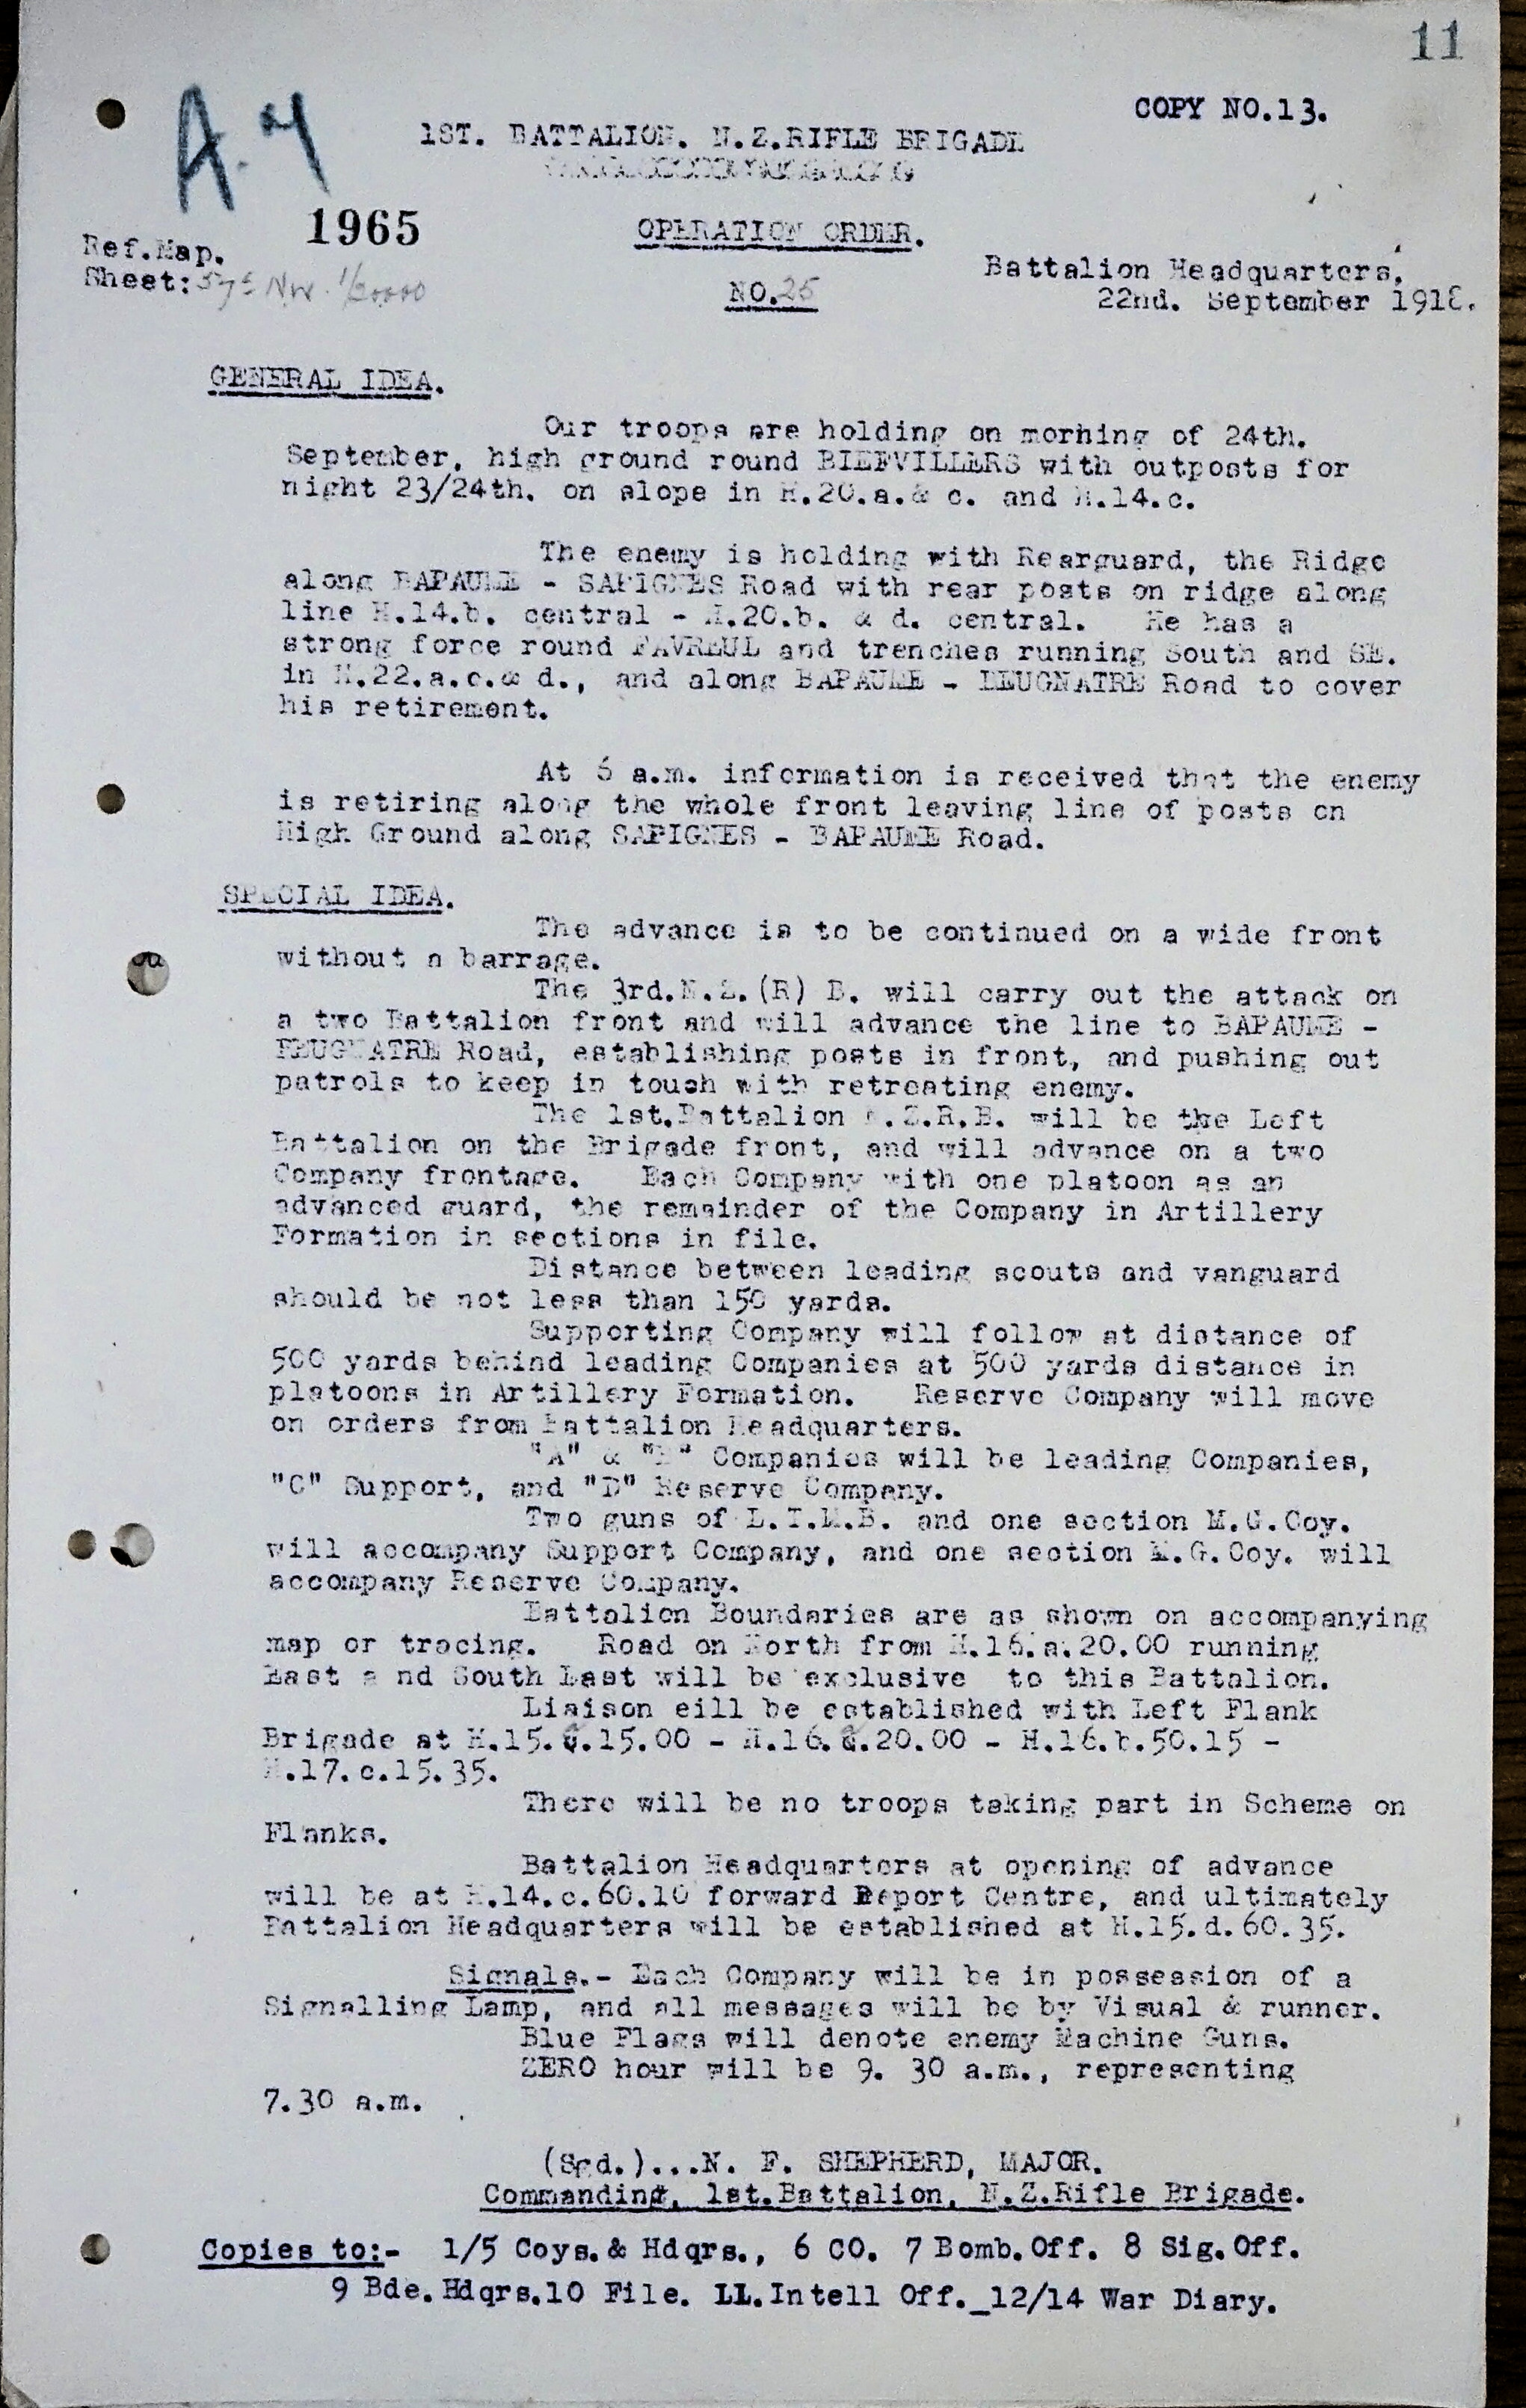 11
COPY NO.13.
A.4
1ST. BATTALION. N.Z.RIFLE BRIGADE
1965
OPERATION ORDER.
Ref.Map.
Sheet: 57c NW. 1/20000
NO.25
Battalion Headquarters,
22nd. September 1918.
GENERAL IDEA.
Our troops are holding on morhing of 24th.
September, high ground round BIEFVILLERS with outposts for
night 23/24th. on slope in H.20.a.& c. and H.14.c.
The enemy is holding with Rearguard, the Ridge
along BAPAUME - SAPIGNES Road with rear posts on ridge along
line H.14.b. central - H.20.b. & d. central. He has a
strong force round FAVREUL and trenches running South and SE.
in H.22.a.c.& d., and along BAPAUME - BEUGNATRE Road to cover
his retirement.
At 6 a.m. information is received that the enemy
is retiring along the whole front leaving line of posts on
High Ground along SAPIGNES - BAPAUME Road.
SPECIAL IDEA.
The advance is to be continued on a wide front
without a barrage.
The 3rd.N.Z.(R) B. will carry out the attack on
a two Battalion front and will advance the line to BAPAUME -
BEUGNATRE Road, establishing posts in front, and pushing out
patrols to keep in touch with retreating enemy.
The 1st.Battalion N.Z.R.B. will be the Left
Battalion on the Brigade front, and will advance on a two
Company frontage. Each Company with one platoon as an
advanced guard, the remainder of the Company in Artillery
Formation in sections in file.
Distance between leading scouts and vanguard
should be not less than 150 yards.
Supporting Company will follow at distance of
500 yards behind leading Companies at 500 yards distance in
platoons in Artillery Formation. Reserve Company will move
on orders from Battalion Headquarters.
"A" & "B" Companies will be leading Companies,
"C" Support, and "D" Reserve Company.
Two guns of L.T.M.B. and one section M.G.Coy.
will accompany Support Company, and one section M.G.Coy. will
accompany Reserve Company.
Battalion Boundaries are as shown on accompanying
map or tracing. Road on North from H.16.a.20.00 running
East a nd South East will be exclusive to this Battalion.
Liaison eill be established with Left Flank
Brigade at H.15. .15.00 - H.16.a.20.00 - H.16.b.50.15 -
H.17.c.15.35.
There will be no troops taking part in Scheme on
Flanks.
Battalion Headquarters at opening of advance
will be at H.14.c.60.10 forward Report Centre, and ultimately
Battalion Headquarters will be established at H.15.d.60.35.
Signals.- Each Company will be in possession of a
Signalling Lamp, and all messages will be by Visual & runner.
Blue Flags will denote enemy Machine Guns.
ZERO hour will be 9. 30 a.m., representing
7.30 a.m.
(Sgd.)...N. F. SHEPHERD, MAJOR.
Commanding, 1st.Battalion, N.Z.Rifle Brigade.
Copies to:- 1/5 Coys.& Hdqrs., 6 CO. 7 Bomb.Off. 8 Sig.Off.
9 Bde.Hdqrs.10 File. 11.Intell Off._12/14 War Diary.